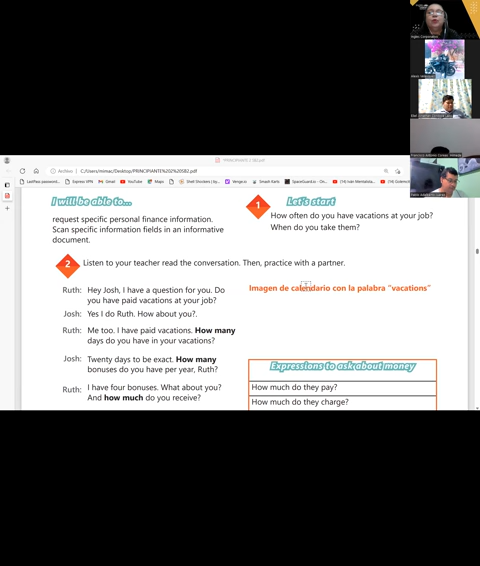 PRINCIPIANTE C SB2.pdf
Archivo
C:/Users/mimac/Desktop/PRINCIPIANTE%20C%20SB2.pdf
LastPass password...
Express VPN
Gmail
YouTube
Maps
Smart Karts
I will be able to...
request specific personal finance information.
Scan specific information fields in an informative
document.
1
Let's start
How often do you have vacations at your job?
When do you take them?
2
Listen to your teacher read the conversation. Then, practice with a partner.
Ruth: Hey Josh, I have a question for you. Do
you have paid vacations at your job?
Josh: Yes I do Ruth. How about you?.
Ruth: Me too. I have paid vacations. How many
days do you have in your vacations?
Josh: Twenty days to be exact. How many
bonuses do you have per year, Ruth?
Ruth: I have four bonuses. What about you?
And how much do you receive?
Imagen de calendario con la palabra "vacations"
Expressions to ask about money
How much do they pay?
How much do they charge?